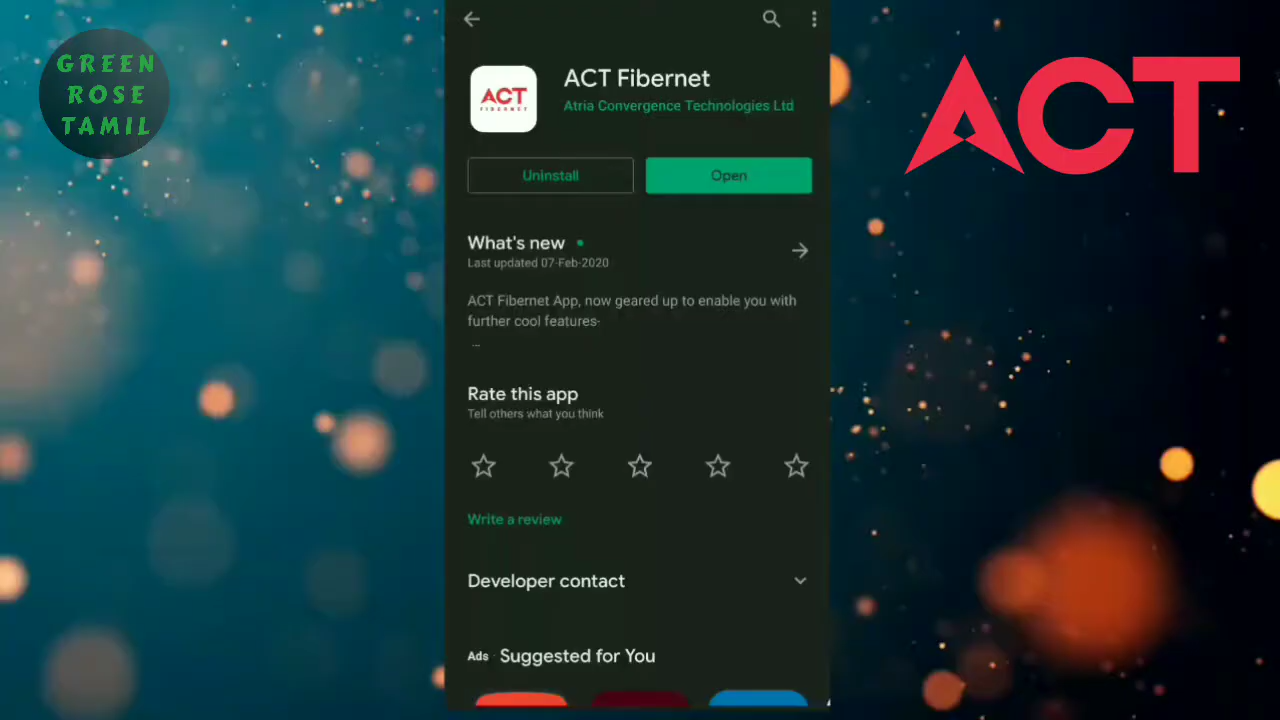 GREEN
ROSE
TAMIL
ACT
ACT Fibernet
Atria Convergence Technologies Ltd
ACT
FIBERNET
Uninstall
Open
What's new
Last updated 07-Feb-2020
ACT Fibernet App, now geared up to enable you with
further cool features-
...
Rate this app
Tell others what you think
Write a review
Developer contact
Ads · Suggested for You